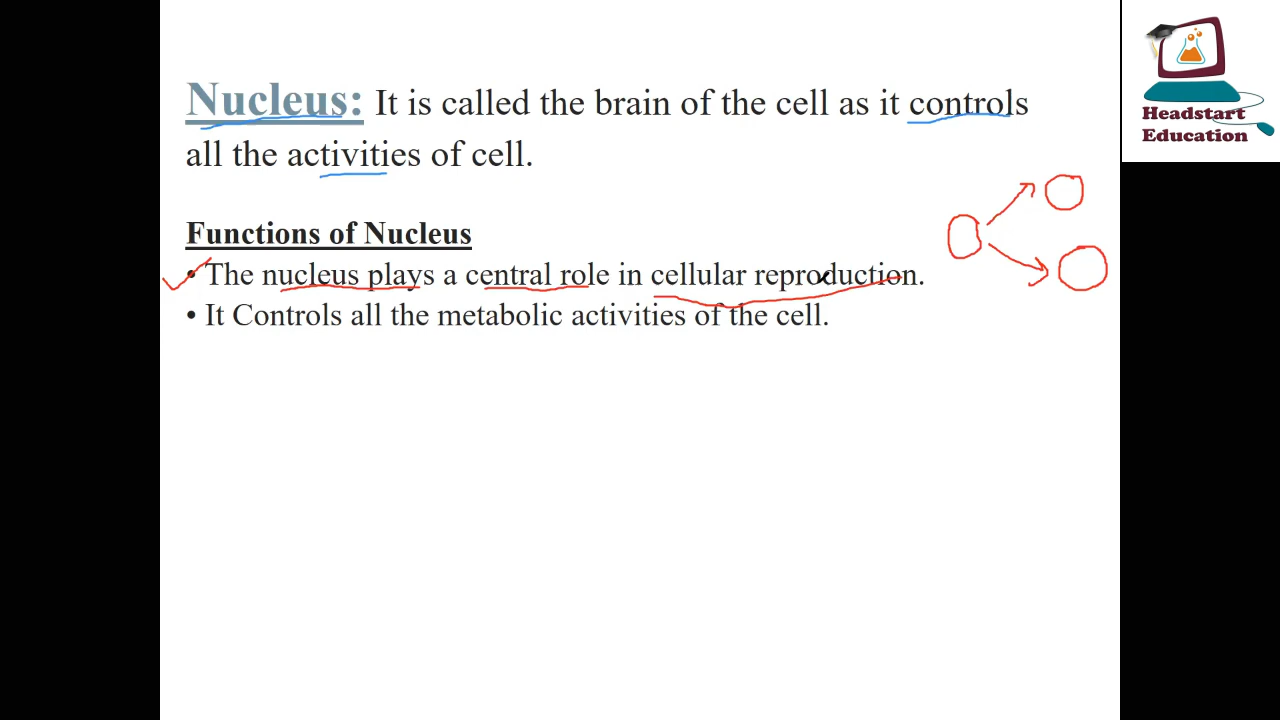 Nucleus: It is called the brain of the cell as it controls
all the activities of cell.
Functions of Nucleus
• The nucleus plays a central role in cellular reproduction.
• It Controls all the metabolic activities of the cell.
Headstart
Education